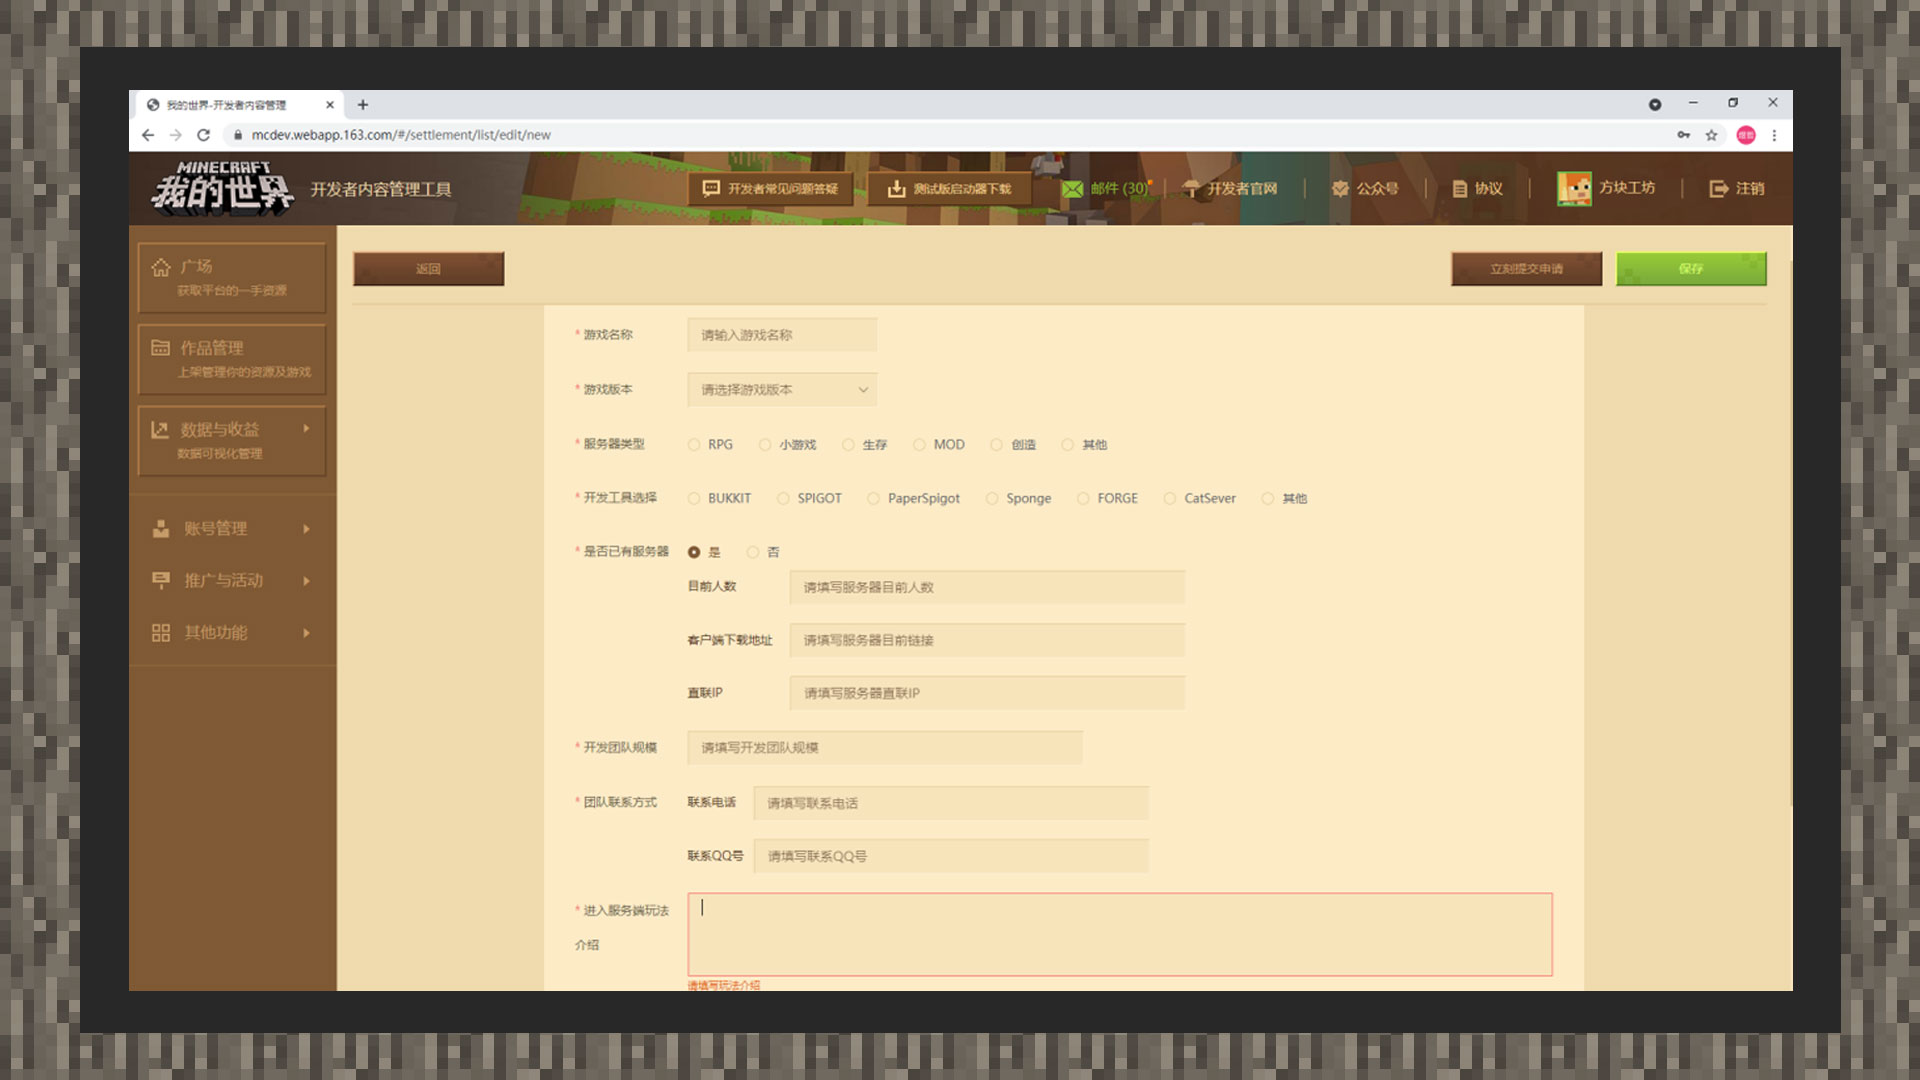 我的世界-开发者内容管理
mcdev.webapp.163.com/#/settlement/list/edit/new
MINECRAFT
我的世界
开发者内容管理工具
开发者常见问题答疑
测试版启动器下载
邮件 (30)
开发者官网
公众号
协议
方块工坊
注销
广场
获取平台的一手资源
作品管理
上架管理你的资源及游戏
数据与收益
数据可视化管理
账号管理
推广与活动
其他功能
返回
立刻提交申请
保存
* 游戏名称 请输入游戏名称
* 游戏版本 请选择游戏版本
* 服务器类型 RPG 小游戏 生存 MOD 创造 其他
* 开发工具选择 BUKKIT SPIGOT PaperSpigot Sponge FORGE CatSever 其他
* 是否已有服务器 是 否
目前人数 请填写服务器目前人数
客户端下载地址 请填写服务器目前链接
直联IP 请填写服务器直联IP
* 开发团队规模 请填写开发团队规模
* 团队联系方式 联系电话 请填写联系电话
联系QQ号 请填写联系QQ号
* 进入服务端玩法
介绍
请填写玩法介绍